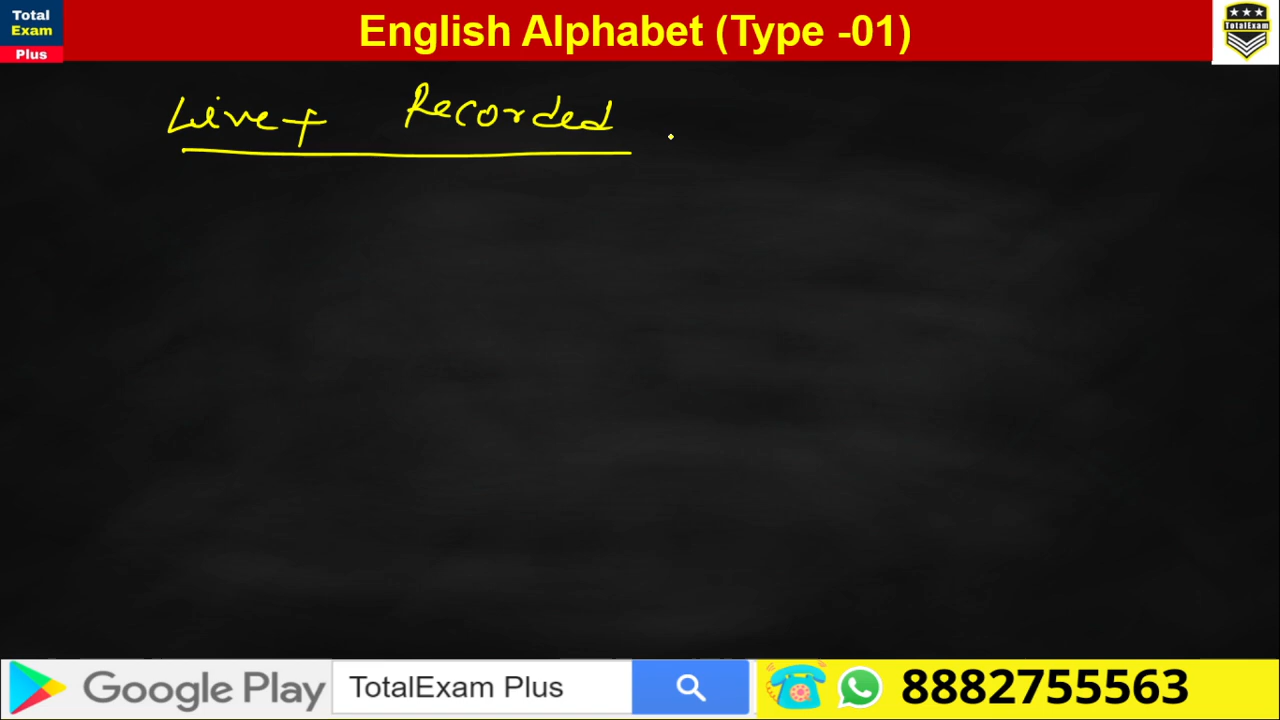 Total
Exam
Plus
English Alphabet (Type -01)
TotalExam
Live + Recorded
Google Play
TotalExam Plus
8882755563